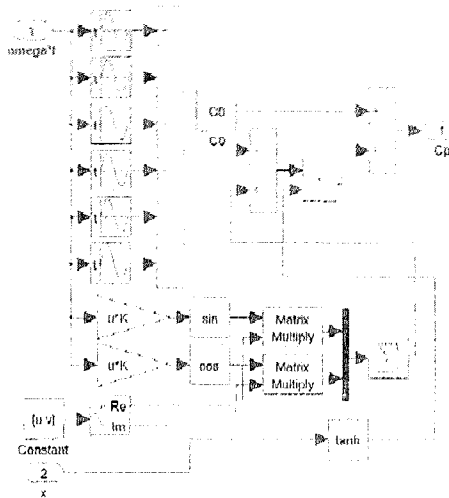 1
omega*t
C0
C0
1
Cp
u*K
sin
Matrix
Multiply
u*K
cos
Matrix
Multiply
Re
Im
[u v]
Constant
tanh
2
x